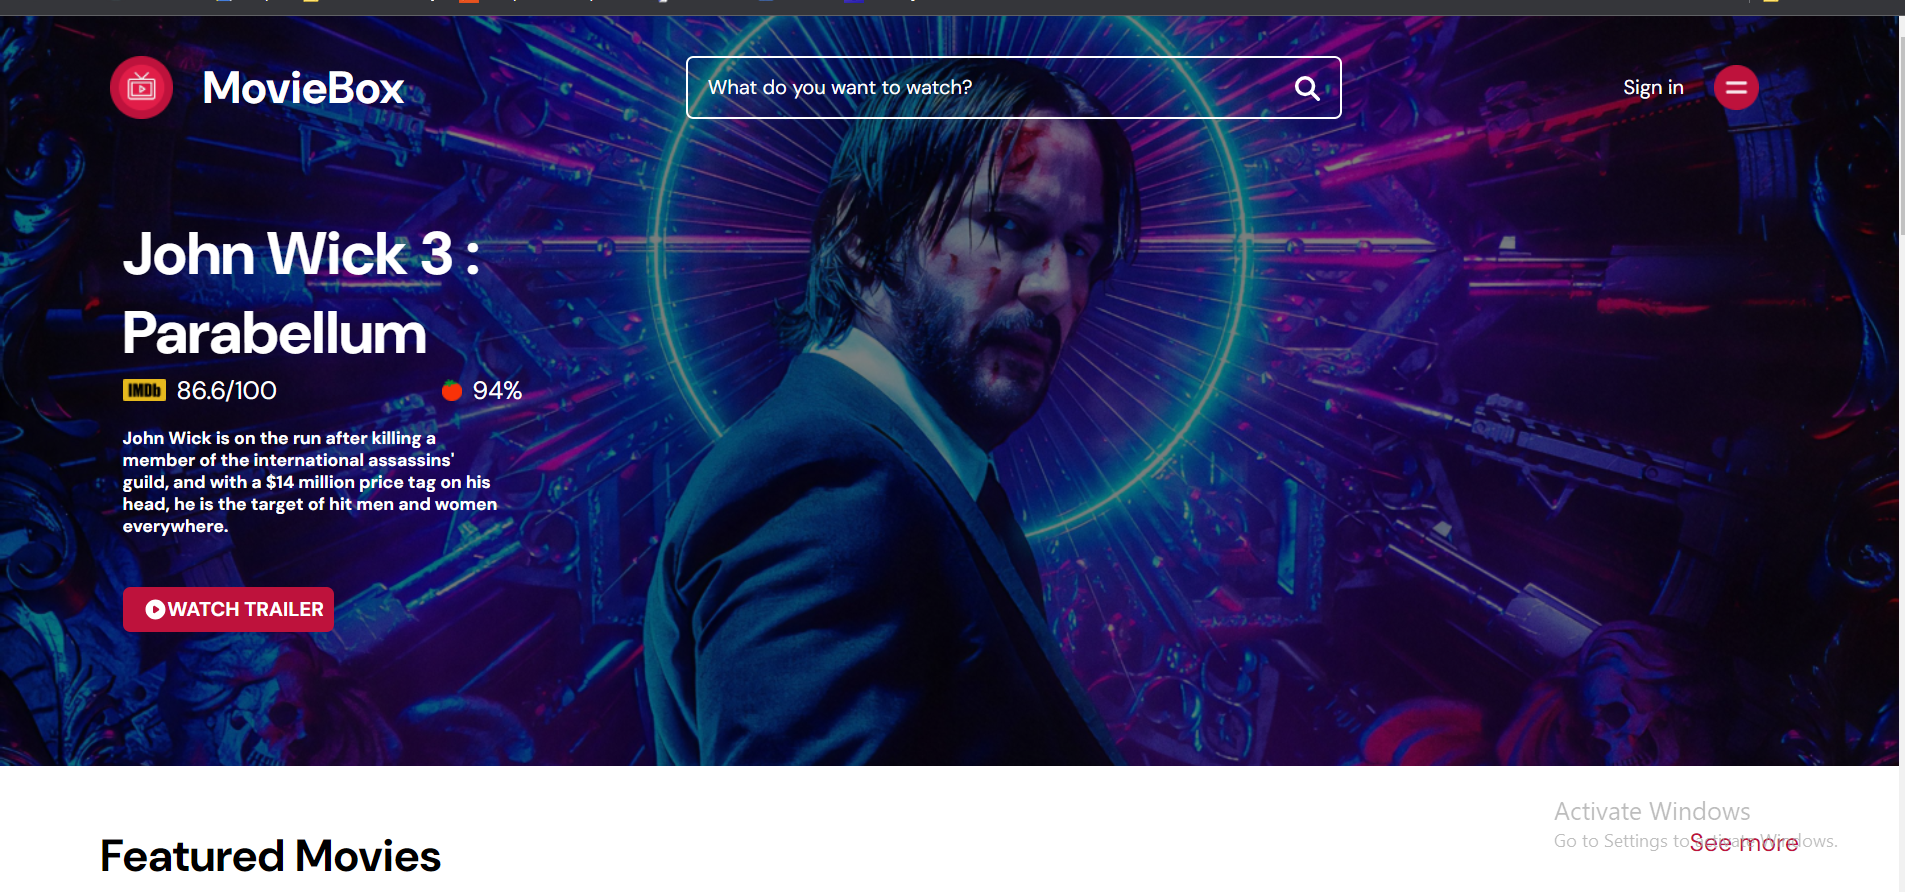 MovieBox
What do you want to watch?
Sign in
John Wick 3 :
Parabellum
IMDb 86.6/100 94%
John Wick is on the run after killing a
member of the international assassins'
guild, and with a $14 million price tag on his
head, he is the target of hit men and women
everywhere.
WATCH TRAILER
Activate Windows
Go to Settings to activate Windows.
See more
Featured Movies